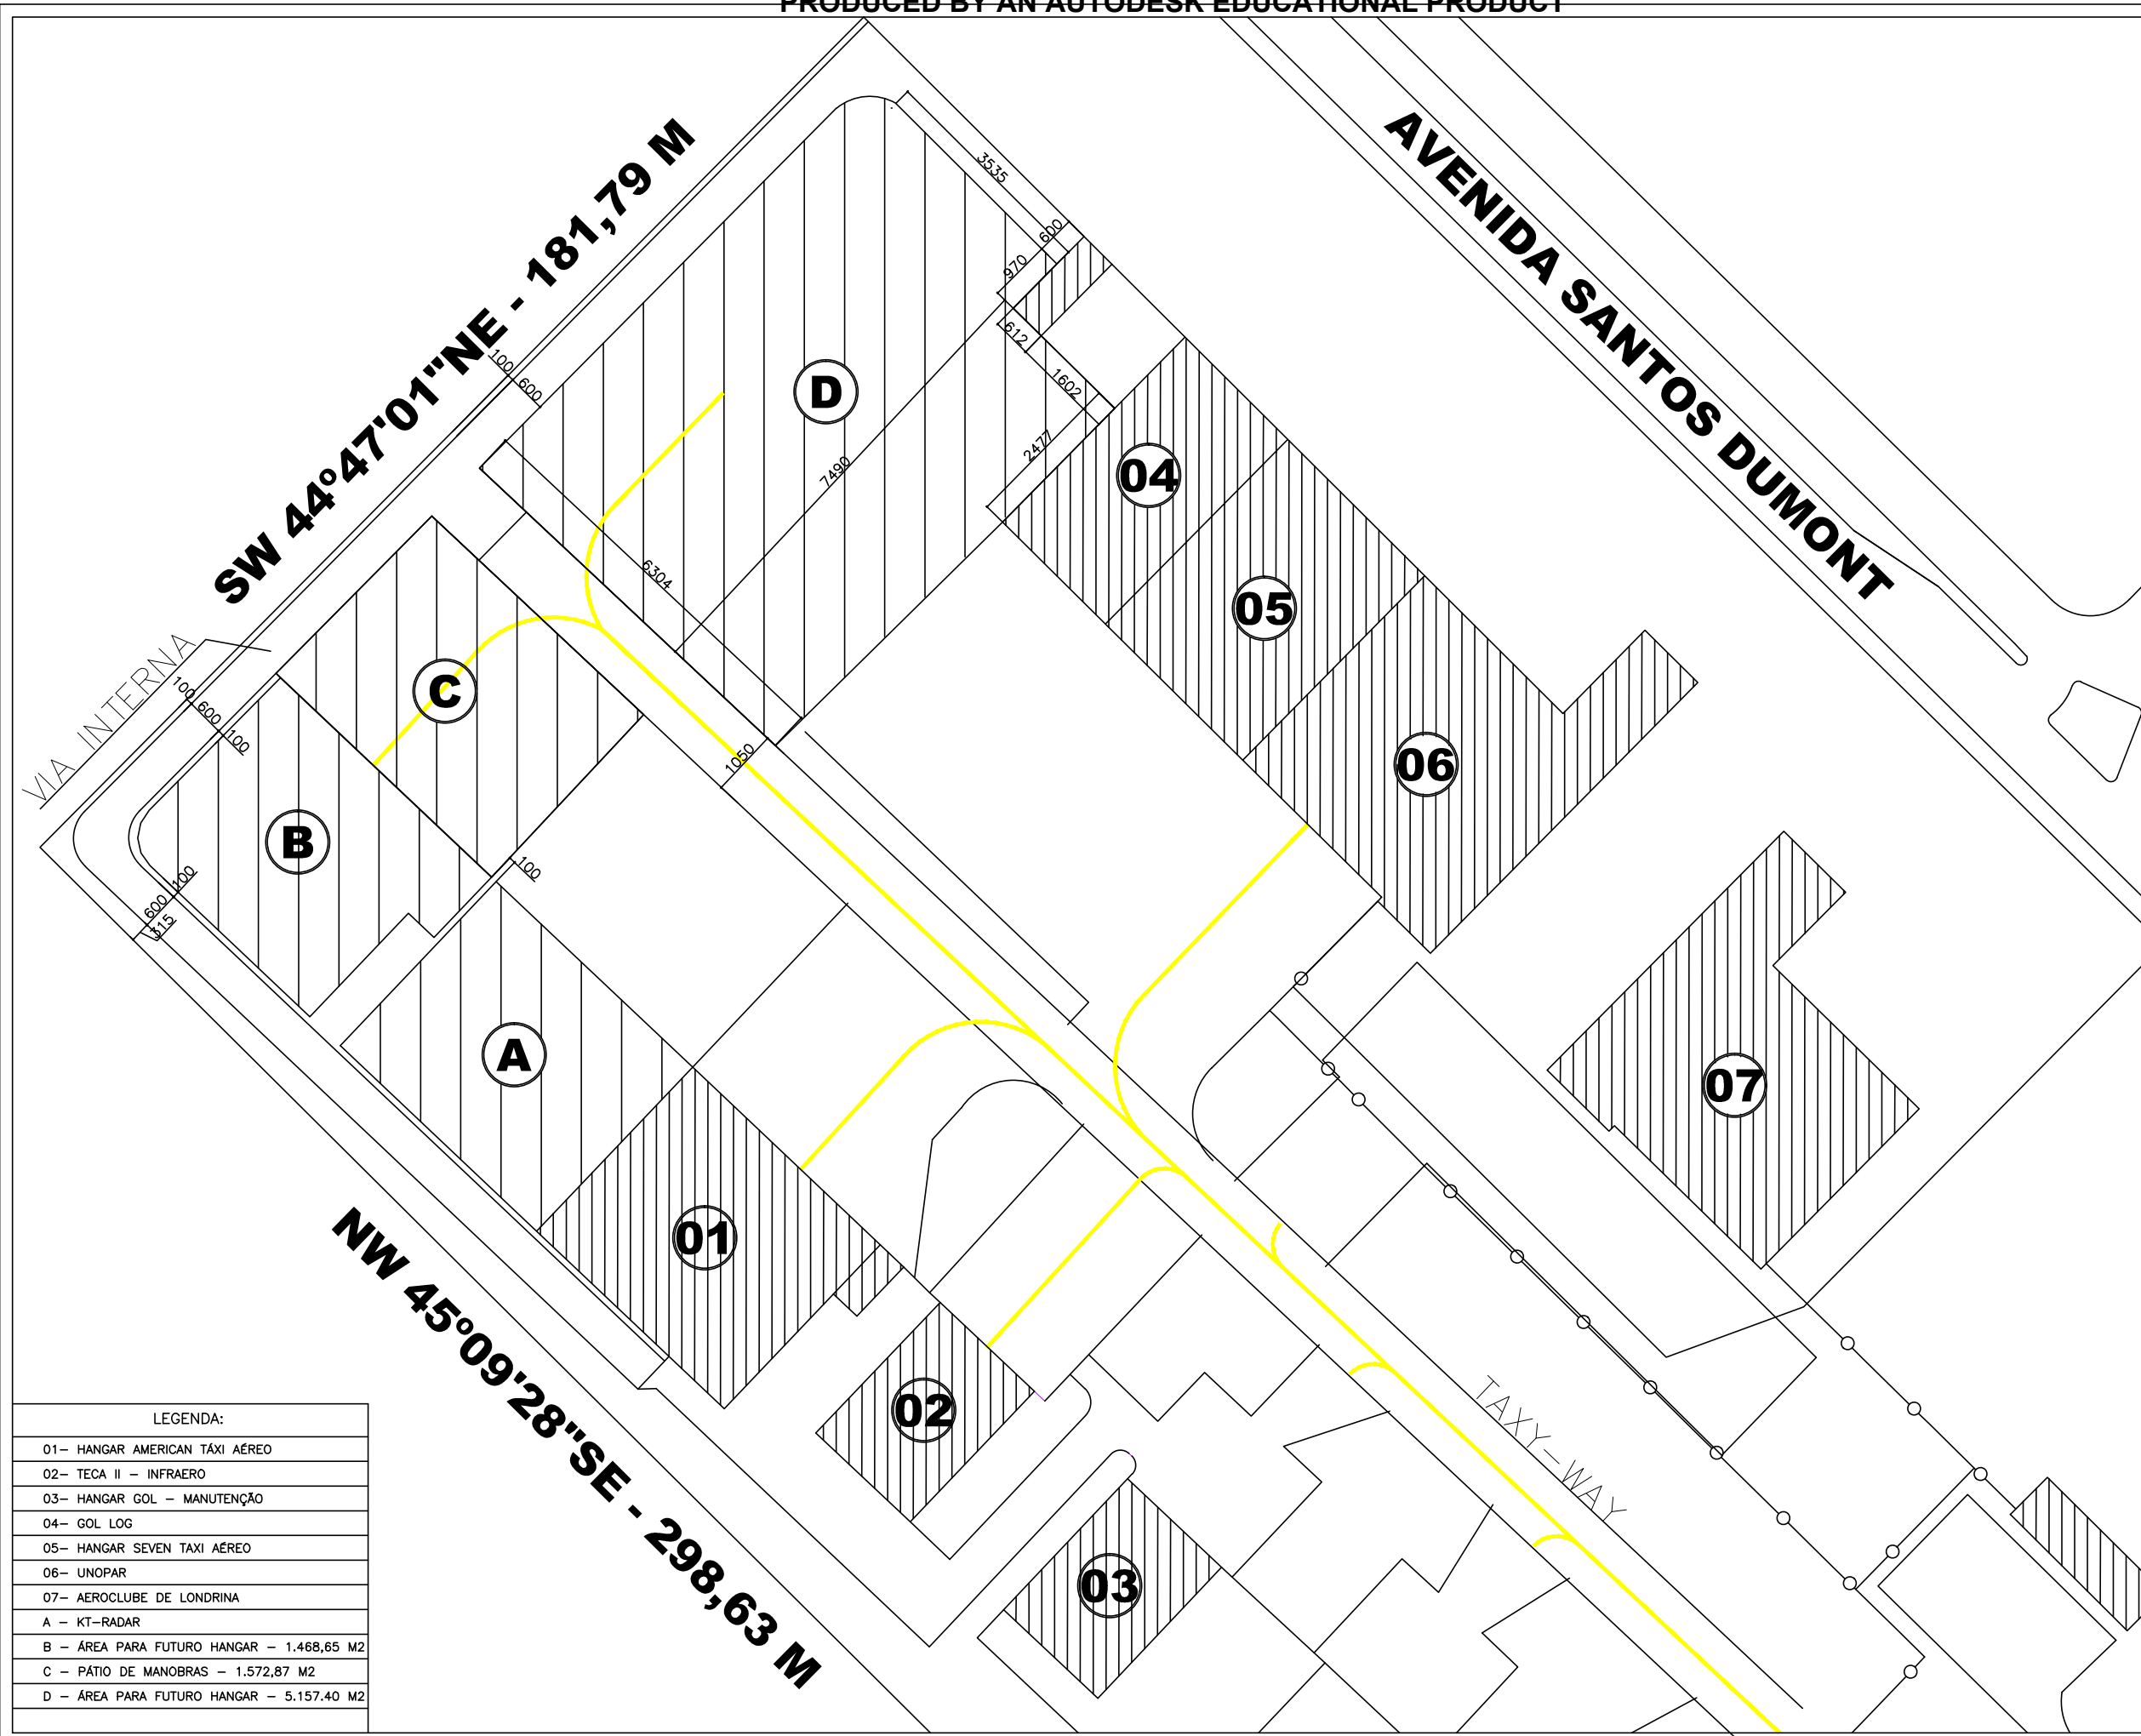 PRODUCED BY AN AUTODESK EDUCATIONAL PRODUCT
AVENIDA SANTOS DUMONT
SW 44º47'01"NE - 181,79 M
3535
600
970
612
1602
2477
100
600
D
7490
6304
04
05
06
07
VIA INTERNA
100
600
100
C
B
1050
100
600
315
100
A
01
02
03
TAXY-WAY
NW 45º09'28"SE - 298,63 M
LEGENDA:
01- HANGAR AMERICAN TÁXI AÉREO
02- TECA II - INFRAERO
03- HANGAR GOL - MANUTENÇÃO
04- GOL LOG
05- HANGAR SEVEN TAXI AÉREO
06- UNOPAR
07- AEROCLUBE DE LONDRINA
A - KT-RADAR
B - ÁREA PARA FUTURO HANGAR - 1.468,65 M2
C - PÁTIO DE MANOBRAS - 1.572,87 M2
D - ÁREA PARA FUTURO HANGAR - 5.157.40 M2